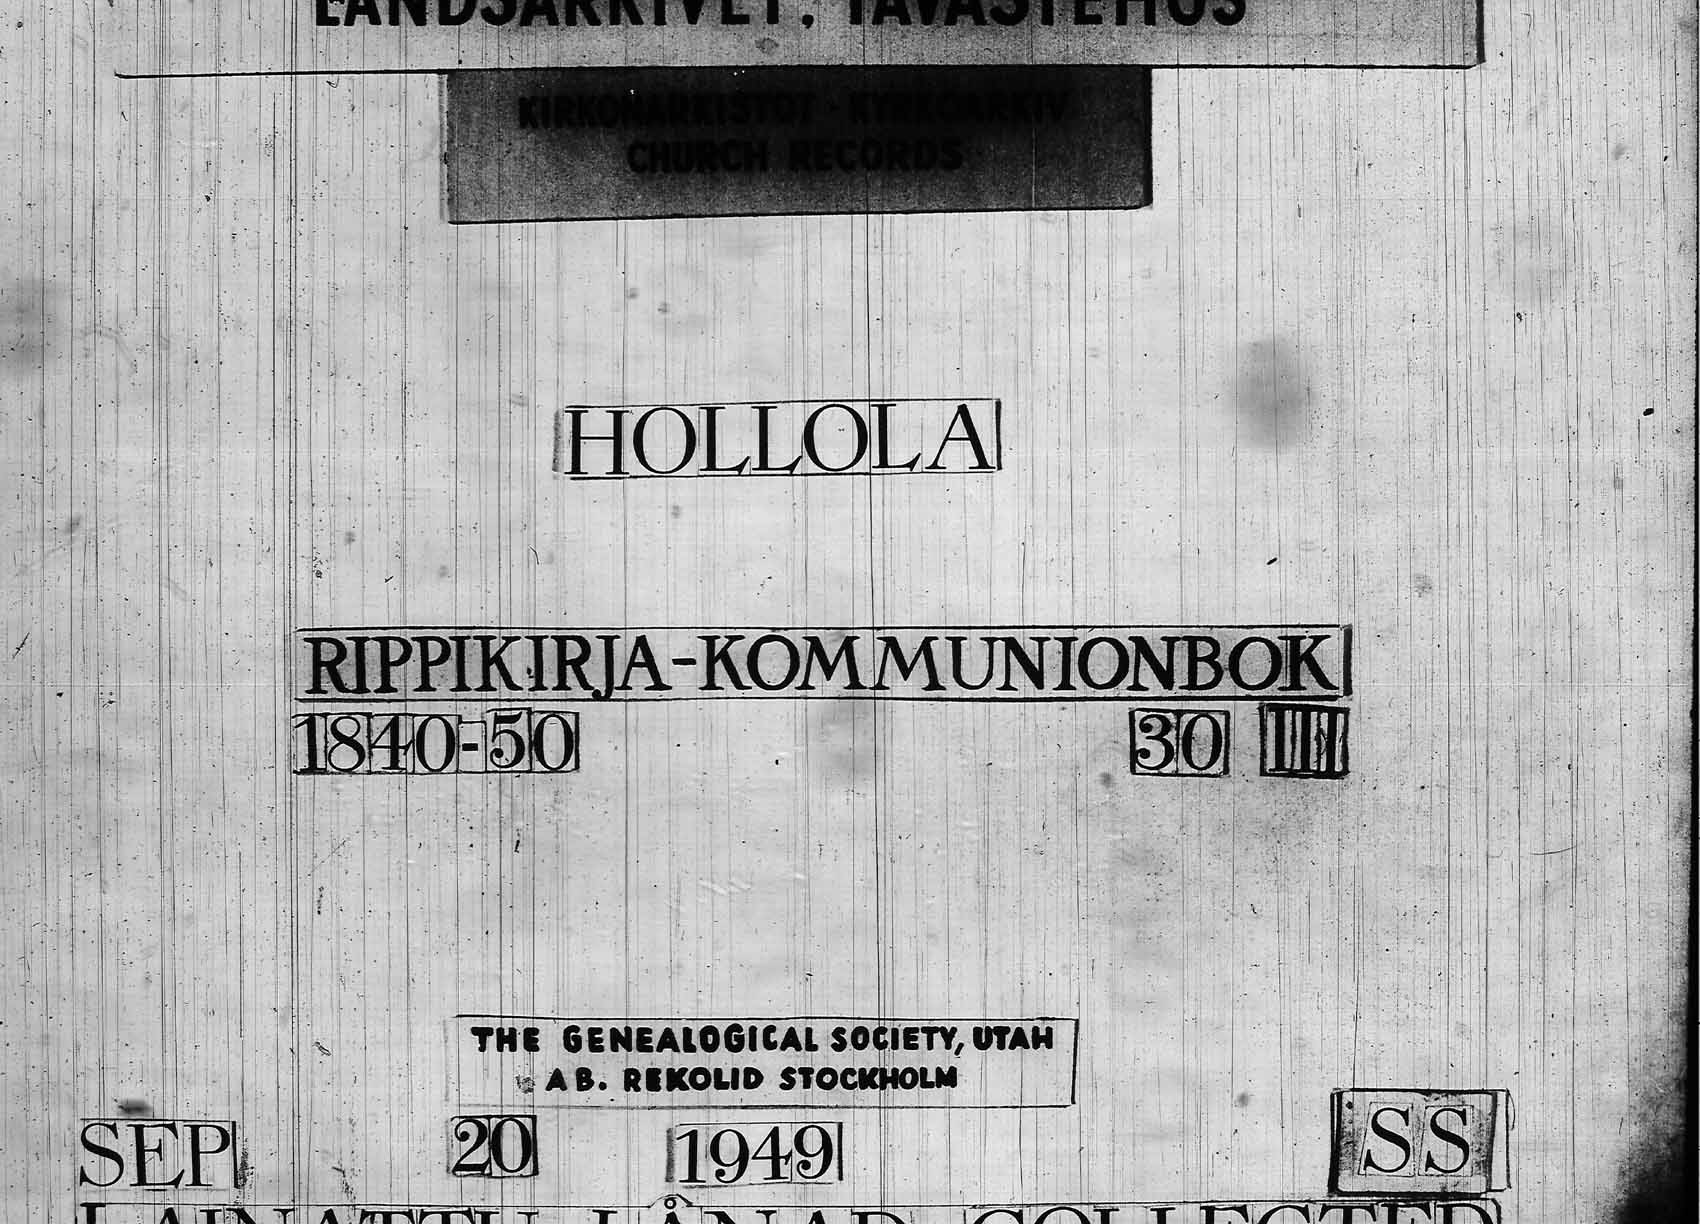 LANDSARKIVET, TAVASTEHUS
KIRKONARKISTOT - KYRKOARKIV
CHURCH RECORDS
HOLLOLA
RIPPIKIRJA-KOMMUNIONBOK
1840-50 30 III
THE GENEALOGICAL SOCIETY, UTAH
AB. REKOLID STOCKHOLM
SEP 20 1949 SS
LAINATTU LÅNAD COLLECTED